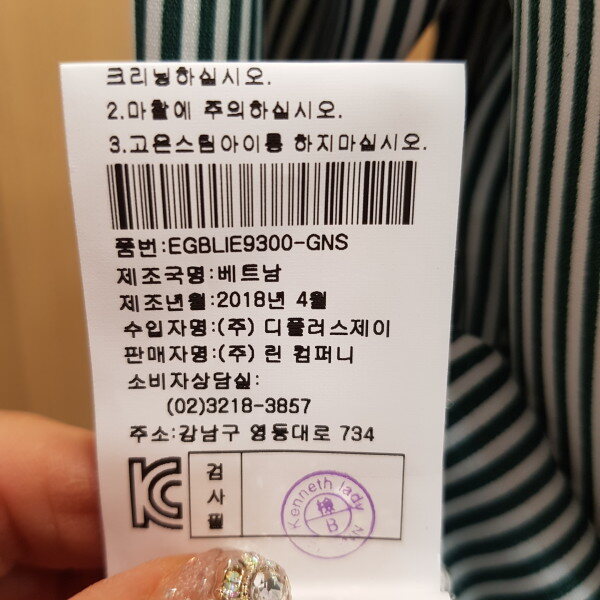 크리닝하십시오.
2.마찰에 주의하십시오.
3.고온스팀아이롱 하지마십시오.
품번:EGBLIE9300-GNS
제조국명:베트남
제조년월:2018년 4월
수입자명:(주) 디플러스제이
판매자명:(주) 린 컴퍼니
소비자상담실:
(02)3218-3857
주소:강남구 영동대로 734
KC
검사필
Kenneth lady
檢
B